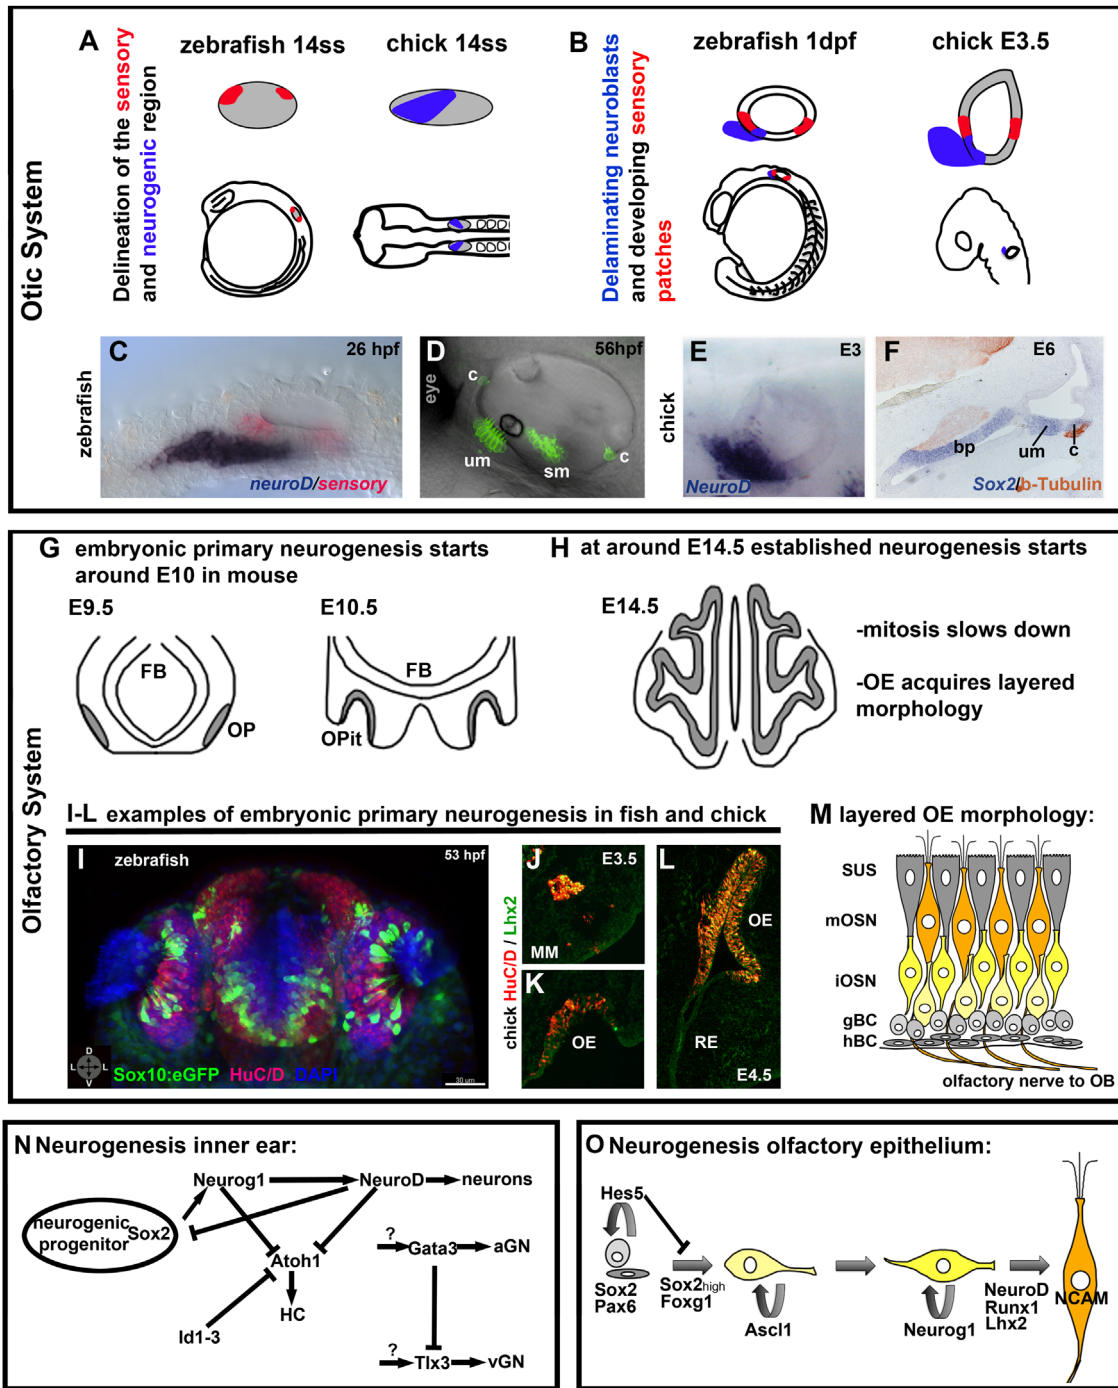 Otic System
A
Delineation of the sensory
and neurogenic region
zebrafish 14ss
chick 14ss
B
Delaminating neuroblasts
and developing sensory
patches
zebrafish 1dpf
chick E3.5
zebrafish
C
26 hpf
neuroD/sensory
D
56hpf
eye
c
um
sm
c
chick
E
E3
NeuroD
F
E6
bp
um
c
Sox2/b-Tubulin
Olfactory System
G embryonic primary neurogenesis starts
around E10 in mouse
E9.5
FB
OP
E10.5
FB
OPit
H at around E14.5 established neurogenesis starts
E14.5
-mitosis slows down
-OE acquires layered
morphology
I-L examples of embryonic primary neurogenesis in fish and chick
I
zebrafish
53 hpf
D
L L
V
Sox10:eGFP HuC/D DAPI
30 um
chick HuC/D / Lhx2
J
E3.5
MM
K
OE
L
OE
RE
E4.5
M layered OE morphology:
SUS
mOSN
iOSN
gBC
hBC
olfactory nerve to OB
N Neurogenesis inner ear:
Neurog1
NeuroD
neurons
neurogenic
progenitor
Sox2
Atoh1
HC
Id1-3
?
Gata3
aGN
?
Tlx3
vGN
O Neurogenesis olfactory epithelium:
Hes5
Sox2
Pax6
Sox2high
Foxg1
Ascl1
Neurog1
NeuroD
Runx1
Lhx2
NCAM